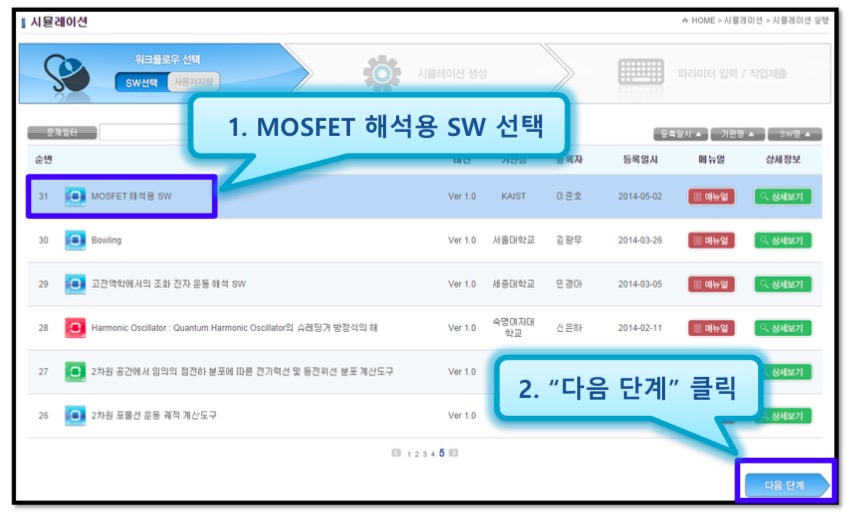 시뮬레이션
HOME > 시뮬레이션 > 시뮬레이션 실행
워크플로우 선택
SW선택 사용자지정
시뮬레이션 생성
파라미터 입력 / 작업제출
1. MOSFET 해석용 SW 선택
등록일시 ▲ 기관명 ▲ SW명 ▲
순번 등록일시 매뉴얼 상세정보
31 MOSFET 해석용 SW Ver 1.0 KAIST 이준호 2014-05-02 매뉴얼 상세보기
30 Bowling Ver 1.0 서울대학교 김왕무 2014-03-26 매뉴얼 상세보기
29 고전역학에서의 조화 진자 운동 해석 SW Ver 1.0 세종대학교 민경아 2014-03-05 매뉴얼 상세보기
28 Harmonic Oscillator : Quantum Harmonic Oscillator의 슈레딩거 방정식의 해 Ver 1.0 숙명여자대
학교 신은하 2014-02-11 매뉴얼 상세보기
27 2차원 공간에서 임의의 점전하 분포에 따른 전기력선 및 등전위선 분포 계산도구 Ver 1.0 상세보기
2. “다음 단계” 클릭
26 2차원 포물선 운동 궤적 계산도구 Ver 1.0 상세보기
1 2 3 4 5
다음 단계